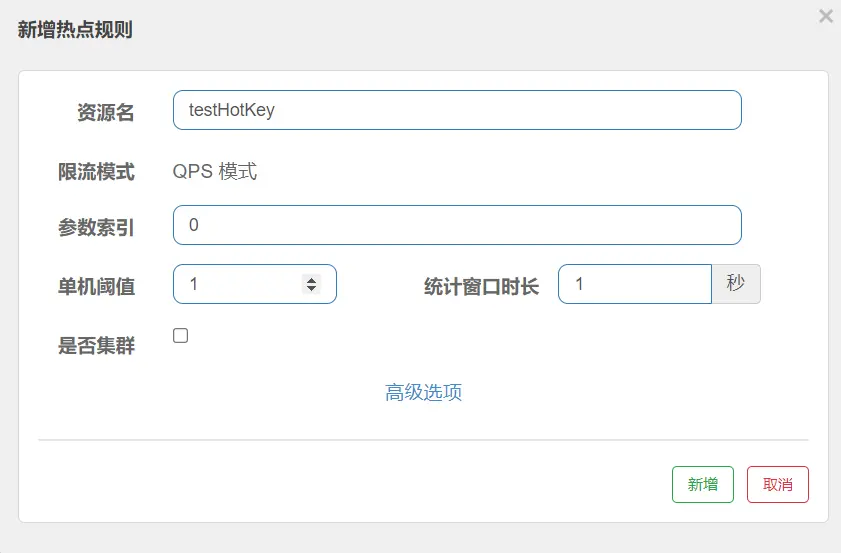 新增热点规则
×
资源名 testHotKey
限流模式 QPS 模式
参数索引 0
单机阈值 1 统计窗口时长 1 秒
是否集群
高级选项
新增 取消